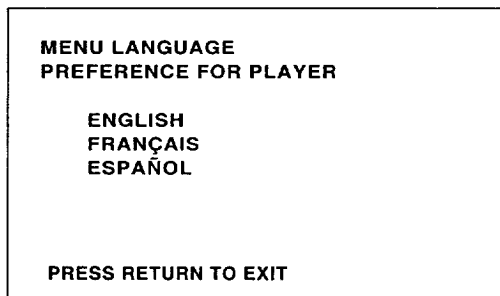 MENU LANGUAGE
PREFERENCE FOR PLAYER
ENGLISH
FRANÇAIS
ESPAÑOL
PRESS RETURN TO EXIT